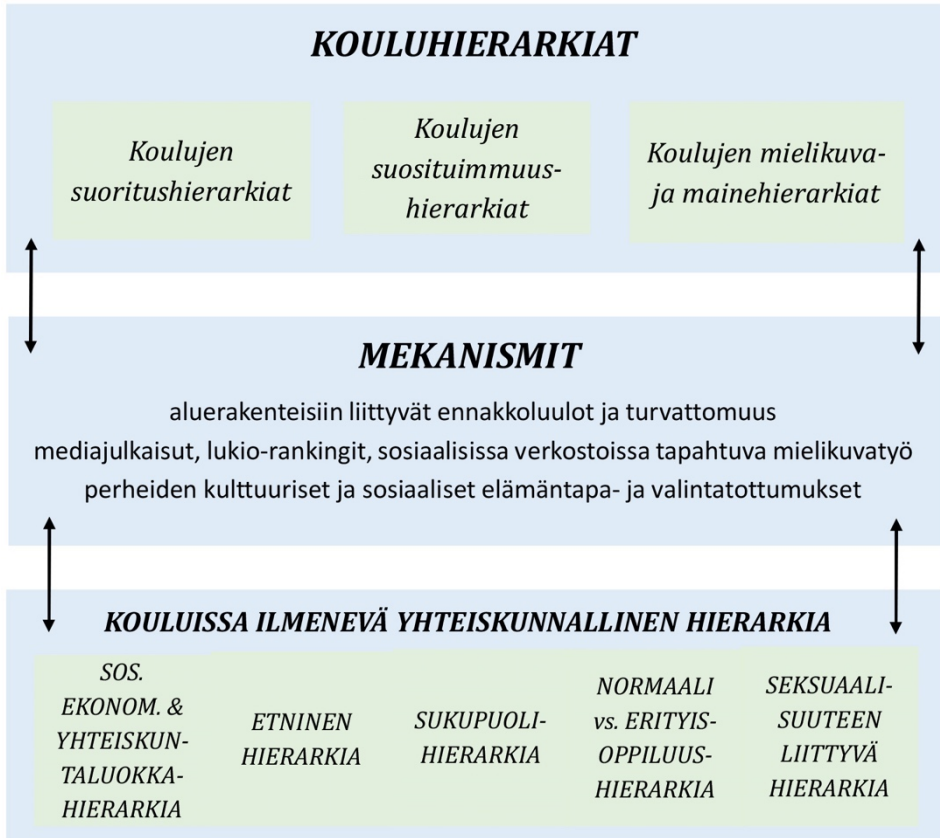 KOULUHIERARKIAT
Koulujen
suoritushierarkiat
Koulujen
suosituimmuus-
hierarkiat
Koulujen mielikuva-
ja mainehierarkiat
MEKANISMIT
aluerakenteisiin liittyvät ennakkoluulot ja turvattomuus
mediajulkaisut, lukio-rankingit, sosiaalisissa verkostoissa tapahtuva mielikuvatyö
perheiden kulttuuriset ja sosiaaliset elämäntapa- ja valintatottumukset
KOULUISSA ILMENEVÄ YHTEISKUNNALLINEN HIERARKIA
SOS.
EKONOM. &
YHTEISKUN-
TALUOKKA-
HIERARKIA
ETNINEN
HIERARKIA
SUKUPUOLI-
HIERARKIA
NORMAALI
vs. ERITYIS-
OPPILUUS-
HIERARKIA
SEKSUAALI-
SUUTEEN
LIITTYVÄ
HIERARKIA